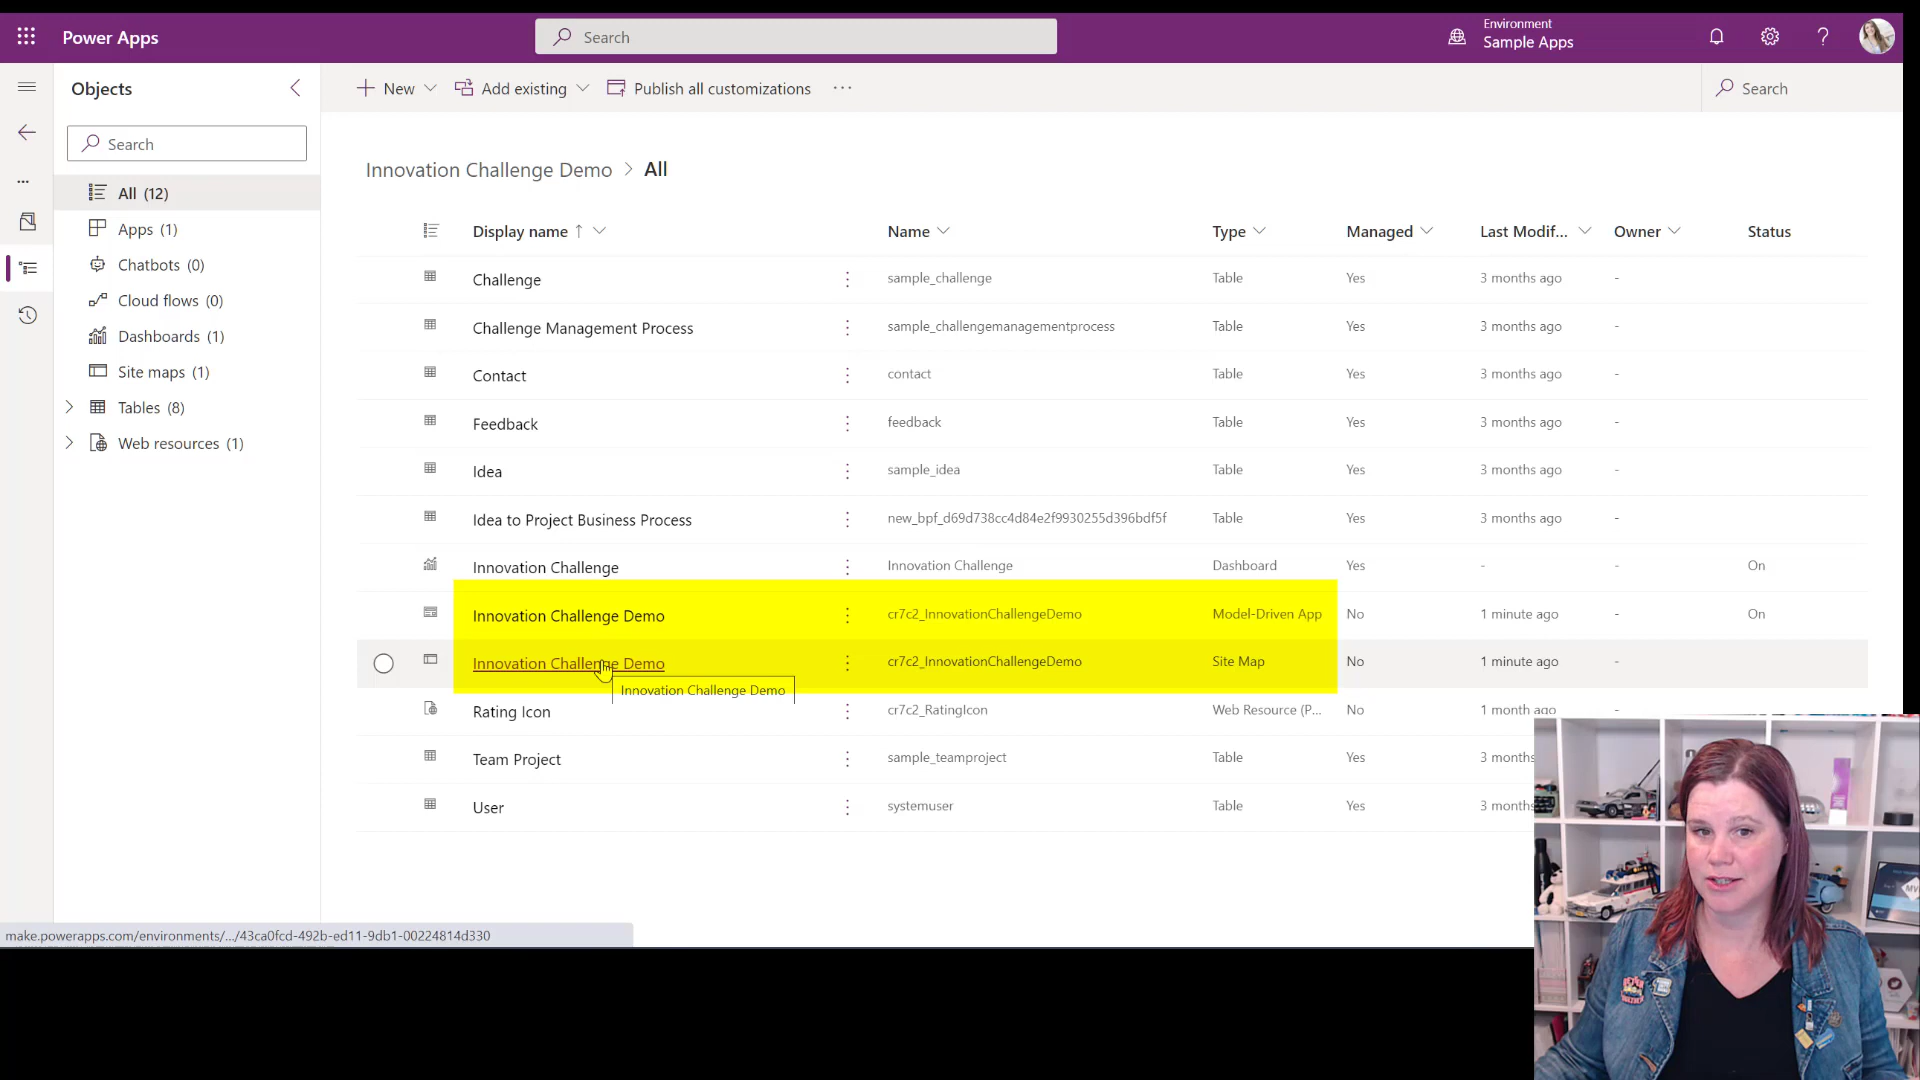 Power Apps
Search
Environment
Sample Apps
Objects
New
Add existing
Publish all customizations
Search
Search
Innovation Challenge Demo > All
All (12)
Apps (1)
Chatbots (0)
Cloud flows (0)
Dashboards (1)
Site maps (1)
Tables (8)
Web resources (1)
Display name Name Type Managed Last Modif... Owner Status
Challenge sample_challenge Table Yes 3 months ago -
Challenge Management Process sample_challengemanagementprocess Table Yes 3 months ago -
Contact contact Table Yes 3 months ago -
Feedback feedback Table Yes 3 months ago -
Idea sample_idea Table Yes 3 months ago -
Idea to Project Business Process new_bpf_d69d738cc4d84e2f9930255d396bdf5f Table Yes 3 months ago -
Innovation Challenge Innovation Challenge Dashboard Yes - - On
Innovation Challenge Demo cr7c2_InnovationChallengeDemo Model-Driven App No 1 minute ago - On
Innovation Challenge Demo cr7c2_InnovationChallengeDemo Site Map No 1 minute ago -
Innovation Challenge Demo
Rating Icon cr7c2_RatingIcon Web Resource (P... No 1 month ago -
Team Project sample_teamproject Table Yes 3 months
User systemuser Table Yes 3 months
make.powerapps.com/environments/.../43ca0fcd-492b-ed11-9db1-00224814d330